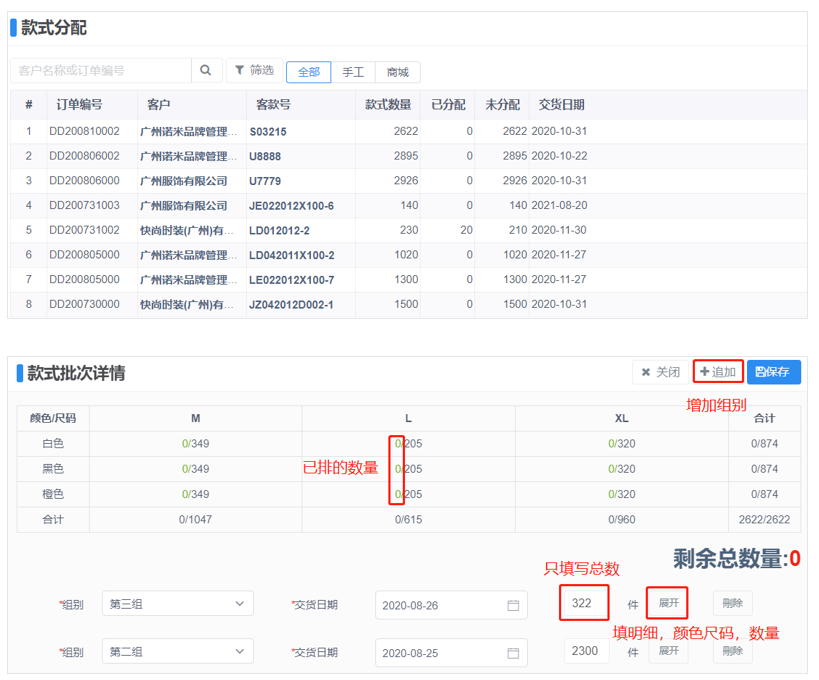 款式分配
客户名称或订单编号 筛选 全部 手工 商城
# 订单编号 客户 客款号 款式数量 已分配 未分配 交货日期
1 DD200810002 广州诺米品牌管理... S03215 2622 0 2622 2020-10-31
2 DD200806002 广州诺米品牌管理... U8888 2895 0 2895 2020-10-22
3 DD200806000 广州服饰有限公司 U7779 2926 0 2926 2020-10-31
4 DD200731003 广州服饰有限公司 JE022012X100-6 140 0 140 2021-08-20
5 DD200731002 快尚时装(广州)有... LD012012-2 230 20 210 2020-11-30
6 DD200805000 广州诺米品牌管理... LD042011X100-2 1020 0 1020 2020-11-27
7 DD200805000 广州诺米品牌管理... LE022012X100-7 1300 0 1300 2020-11-27
8 DD200730000 快尚时装(广州)有... JZ042012D002-1 1500 0 1500 2020-10-31
款式批次详情 关闭 追加 保存
增加组别
颜色/尺码 M L XL 合计
白色 0/349 0/205 0/320 0/874
已排的数量
黑色 0/349 0/205 0/320 0/874
橙色 0/349 0/205 0/320 0/874
合计 0/1047 0/615 0/960 2622/2622
剩余总数量:0
只填写总数
*组别 第三组 *交货日期 2020-08-26 322 件 展开 删除
填明细，颜色尺码，数量
*组别 第二组 *交货日期 2020-08-25 2300 件 展开 删除